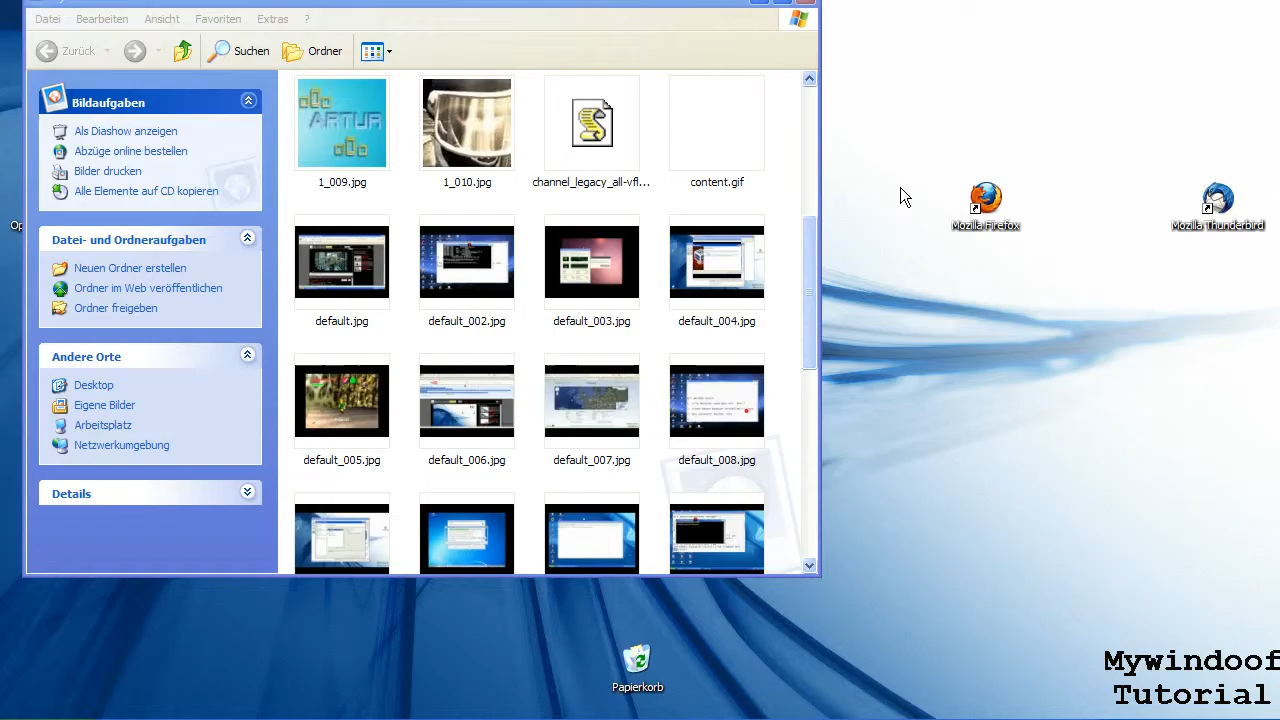 Datei
Ansicht
Favoriten
Extras
?
Zurück
Suchen
Ordner
Bildaufgaben
Als Diashow anzeigen
Abzüge online bestellen
Bilder drucken
Alle Elemente auf CD kopieren
Datei- und Ordneraufgaben
Neuen Ordner erstellen
Ordner im Web veröffentlichen
Ordner freigeben
Andere Orte
Desktop
Eigene Bilder
Arbeitsplatz
Netzwerkumgebung
Details
ARTUR
1_009.jpg
1_010.jpg
channel_legacy_all-vfl...
content.gif
default.jpg
default_002.jpg
default_003.jpg
default_004.jpg
default_005.jpg
default_006.jpg
default_007.jpg
default_008.jpg
Op
Mozilla Firefox
Mozilla Thunderbird
Papierkorb
Mywindoof
Tutorial